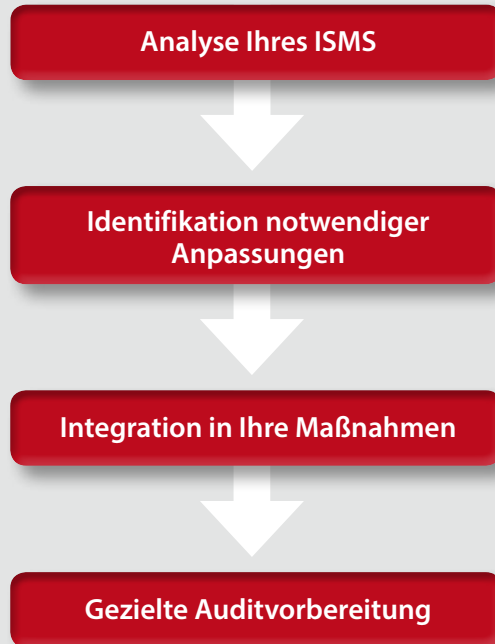 Analyse Ihres ISMS
Identifikation notwendiger
Anpassungen
Integration in Ihre Maßnahmen
Gezielte Auditvorbereitung